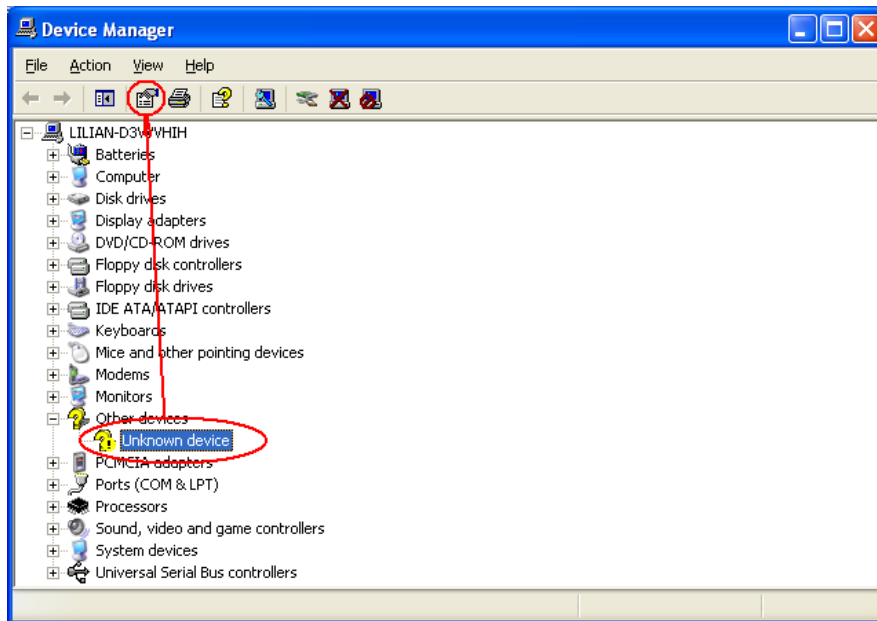 Device Manager
File Action View Help
LILIAN-D3WVHIH
Batteries
Computer
Disk drives
Display adapters
DVD/CD-ROM drives
Floppy disk controllers
Floppy disk drives
IDE ATA/ATAPI controllers
Keyboards
Mice and other pointing devices
Modems
Monitors
Other devices
Unknown device
PCMCIA adapters
Ports (COM & LPT)
Processors
Sound, video and game controllers
System devices
Universal Serial Bus controllers